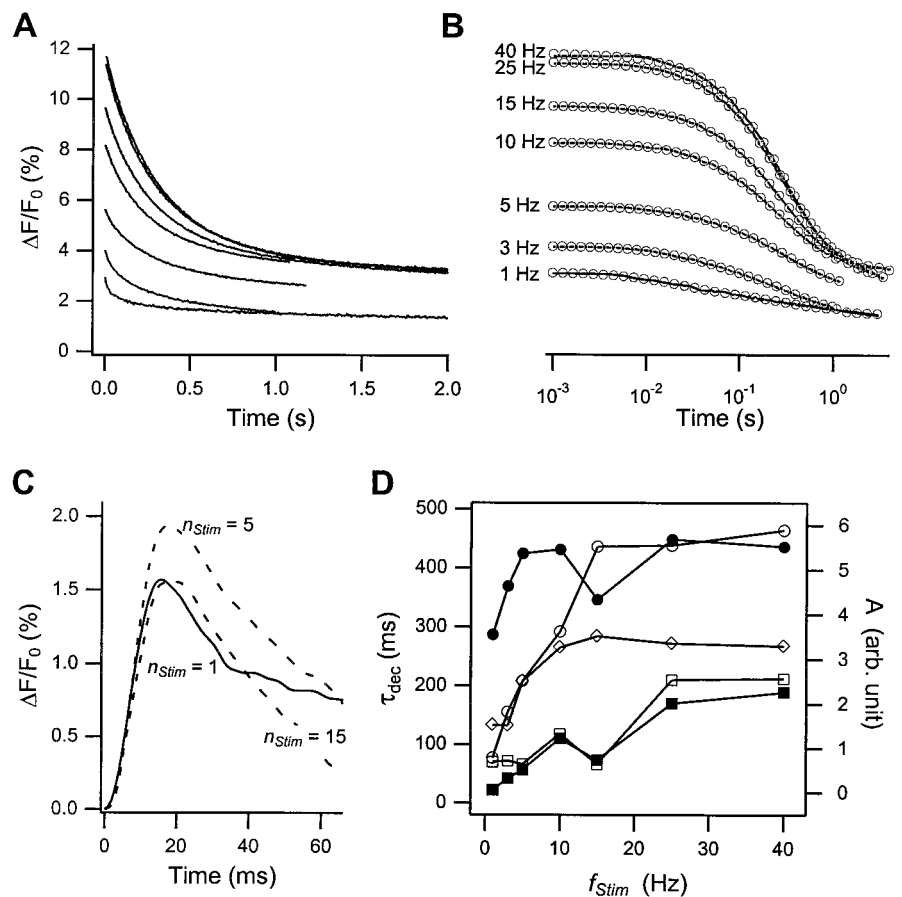 A
ΔF/F0 (%)
12
10
8
6
4
2
0
0.0 0.5 1.0 1.5 2.0
Time (s)
B
40 Hz
25 Hz
15 Hz
10 Hz
5 Hz
3 Hz
1 Hz
10-3 10-2 10-1 100
Time (s)
C
ΔF/F0 (%)
2.0
1.5
1.0
0.5
0.0
nStim = 5
nStim = 1
nStim = 15
0 20 40 60
Time (ms)
D
τdec (ms)
500
400
300
200
100
0
6
5
4
3
2
1
0
A (arb. unit)
0 10 20 30 40
fStim (Hz)